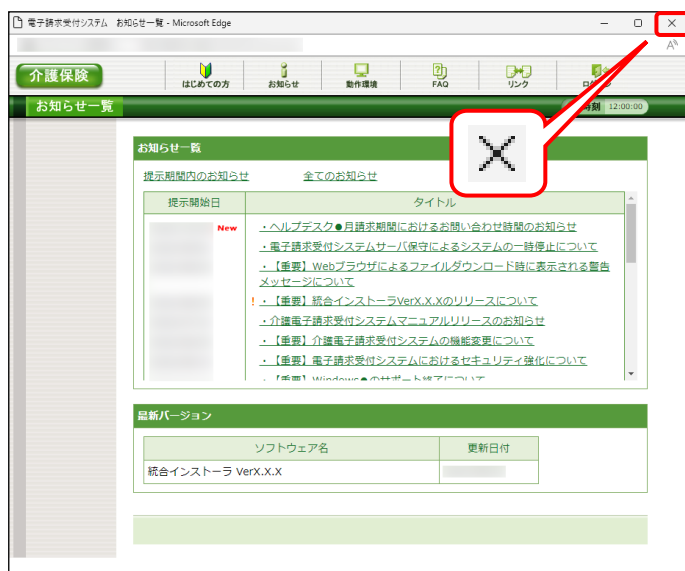 電子請求受付システム お知らせ一覧 - Microsoft Edge
介護保険
はじめての方
お知らせ
動作環境
FAQ
リンク
お知らせ一覧
12:00:00
お知らせ一覧
提示期間内のお知らせ 全てのお知らせ
提示開始日 タイトル
New ・ヘルプデスク●月請求期間におけるお問い合わせ時間のお知らせ
・電子請求受付システムサーバ保守によるシステムの一時停止について
・【重要】Webブラウザによるファイルダウンロード時に表示される警告
メッセージについて
! ・【重要】統合インストーラVerX.X.Xのリリースについて
・介護電子請求受付システムマニュアルリリースのお知らせ
・【重要】介護電子請求受付システムの機能変更について
・【重要】電子請求受付システムにおけるセキュリティ強化について
・【重要】Windows●のサポート終了について
最新バージョン
ソフトウェア名 更新日付
統合インストーラ VerX.X.X